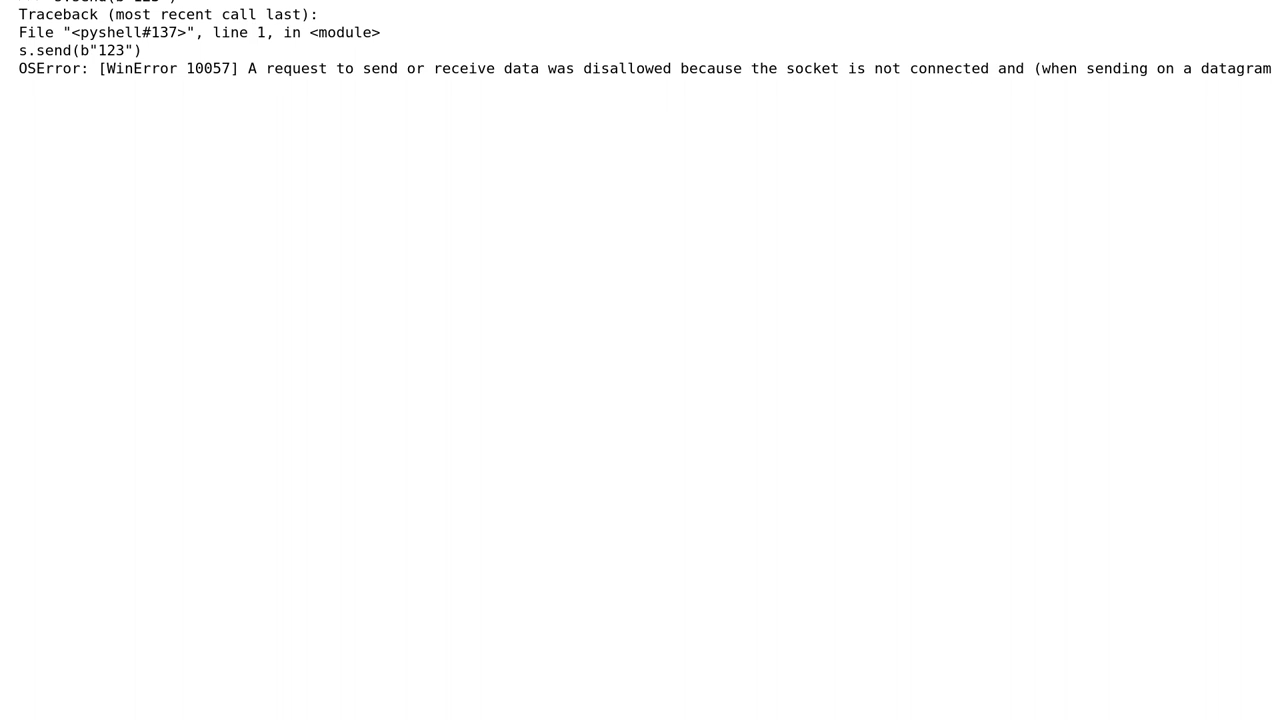 Traceback (most recent call last):
File "<pyshell#137>", line 1, in <module>
s.send(b"123")
OSError: [WinError 10057] A request to send or receive data was disallowed because the socket is not connected and (when sending on a datagram